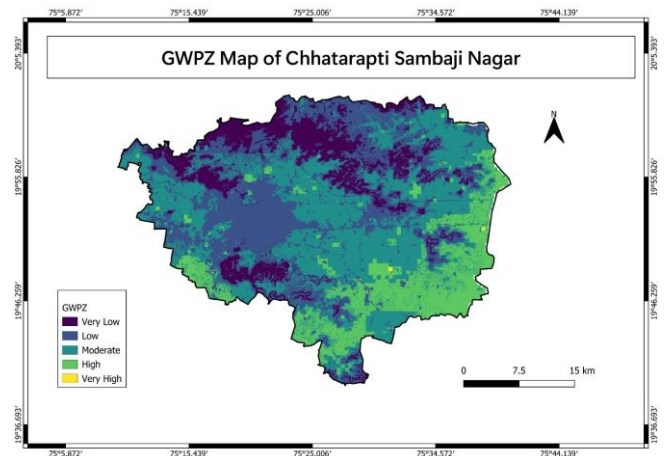 75°5.872' 75°15.439' 75°25.006' 75°34.572' 75°44.139'
20°5.393' 20°5.393'
GWPZ Map of Chhatarapti Sambaji Nagar
N
19°55.826' 19°55.826'
19°46.259' 19°46.259'
GWPZ
Very Low
Low
Moderate
High
Very High
0 7.5 15 km
19°36.693' 19°36.693'
75°5.872' 75°15.439' 75°25.006' 75°34.572' 75°44.139'